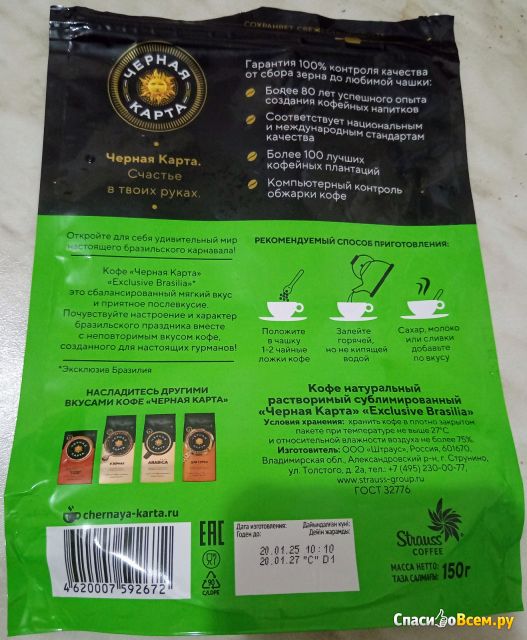 СОХРАНЯЕТ
ЧЕРНАЯ
КАРТА
Черная Карта.
Счастье
в твоих руках.
Гарантия 100% контроля качества
от сбора зерна до любимой чашки:
Более 80 лет успешного опыта
создания кофейных напитков
Соответствует национальным
и международным стандартам
качества
Более 100 лучших
кофейных плантаций
Компьютерный контроль
обжарки кофе
Откройте для себя удивительный мир
настоящего бразильского карнавала!
Кофе «Черная Карта»
«Exclusive Brasilia»*
это сбалансированный мягкий вкус
и приятное послевкусие.
Почувствуйте настроение и характер
бразильского праздника вместе
с неповторимым вкусом кофе,
созданного для настоящих гурманов!
*Эксклюзив Бразилия
РЕКОМЕНДУЕМЫЙ СПОСОБ ПРИГОТОВЛЕНИЯ:
Положите
в чашку
1-2 чайные
ложки кофе
Залейте
горячей,
но не кипящей
водой
Сахар, молоко
или сливки
добавьте
по вкусу
НАСЛАДИТЕСЬ ДРУГИМИ
ВКУСАМИ КОФЕ «ЧЕРНАЯ КАРТА»
ARABICA
Кофе натуральный
растворимый сублимированный
«Черная Карта» «Exclusive Brasilia»
Условия хранения: хранить кофе в плотно закрытом
пакете при температуре не выше 27°С
и относительной влажности воздуха не более 75%.
Изготовитель: ООО «Штраус», Россия, 601670,
Владимирская обл., Александровский р-н, г. Струнино,
ул. Толстого, д. 2а, тел.: +7 (495) 230-00-77,
www.strauss-group.ru
ГОСТ 32776
chernaya-karta.ru
4620007592672
EAC
90
C/LDPE
Дата изготовления:
Годен до:
Дайындалған күні:
Дейін жарамды:
20.01.25 10:10
20.01.27 "C" D1
Strauss
COFFEE
МАССА НЕТТО:
ТАЗА САЛМАҒЫ:
150г
СпасибоВсем.ру